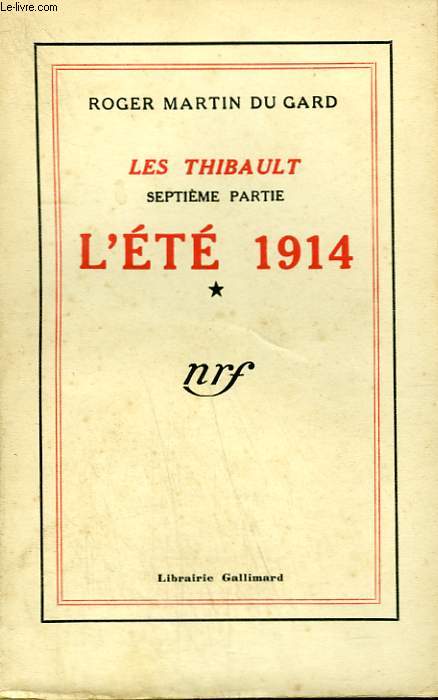 Le-livre.com
ROGER MARTIN DU GARD
LES THIBAULT
SEPTIÈME PARTIE
L'ÉTÉ 1914
★
nrf
Librairie Gallimard